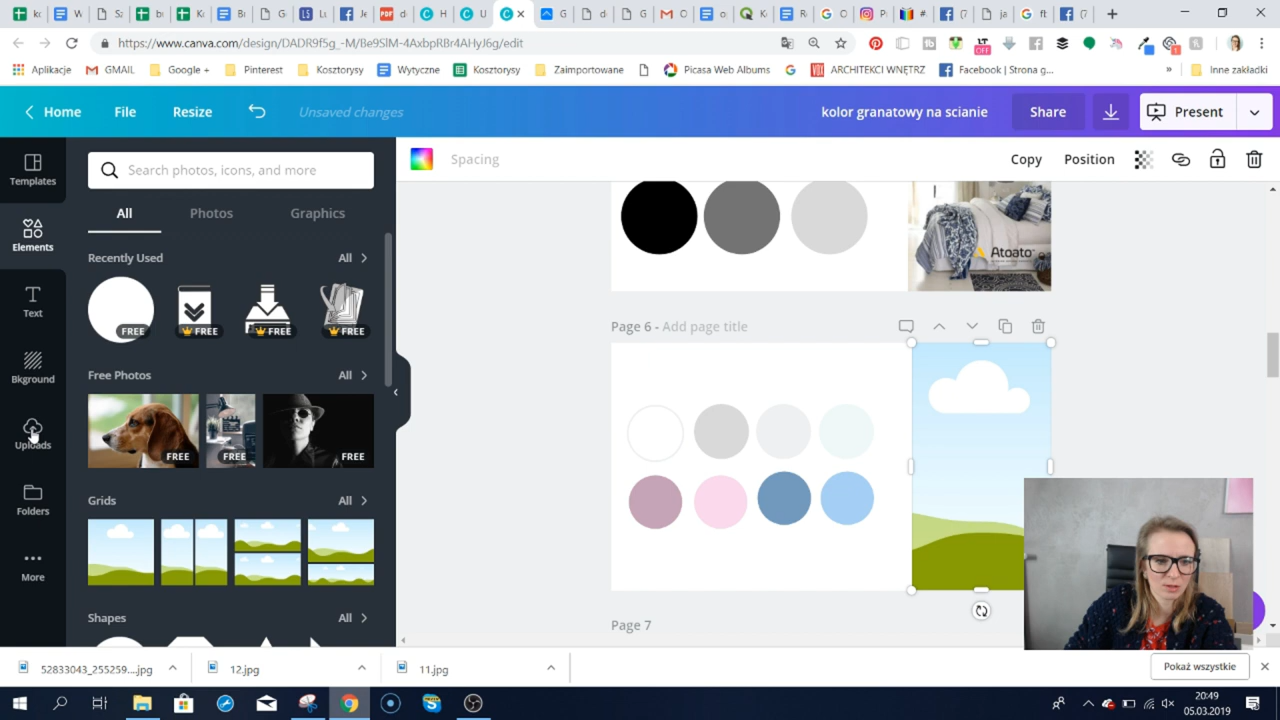 https://www.canva.com/design/DADR9f5g_-M/Be9SlM-4AxbpRBr4AHyJ6g/edit
Aplikacje
GMAIL
Google +
Pinterest
Kosztorysy
Wytyczne
Kosztorysy
Zaimportowane
Picasa Web Albums
ARCHITEKCI WNĘTRZ
Facebook | Strona g...
»
Inne zakładki
Home
File
Resize
Unsaved changes
kolor granatowy na scianie
Share
Present
Templates
Elements
Text
Bkground
Uploads
Folders
More
Search photos, icons, and more
All
Photos
Graphics
Recently Used
All
FREE
FREE
FREE
FREE
Free Photos
All
FREE
FREE
FREE
Grids
All
Shapes
All
Spacing
Copy
Position
Atoato
Page 6 - Add page title
Page 7
52833043_255259....jpg
12.jpg
11.jpg
Pokaż wszystkie
20:49
05.03.2019